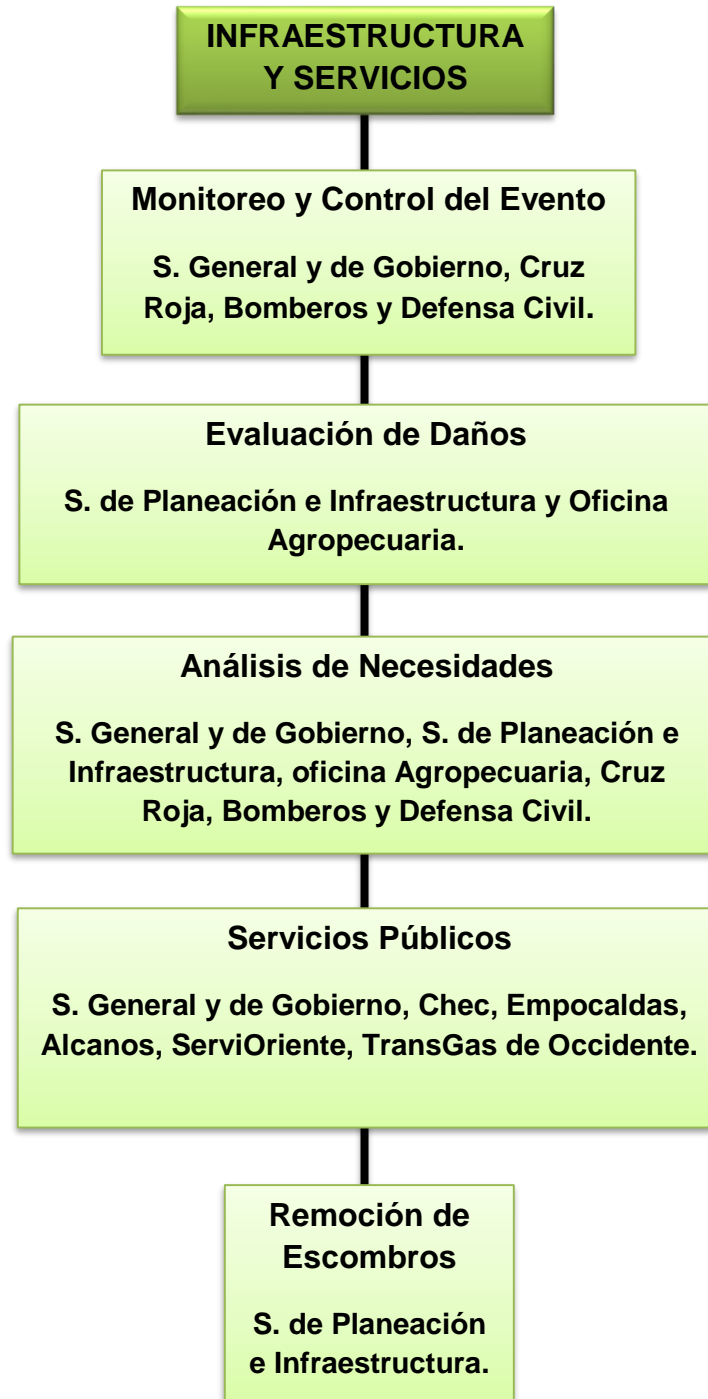 INFRAESTRUCTURA
Y SERVICIOS
Monitoreo y Control del Evento
S. General y de Gobierno, Cruz
Roja, Bomberos y Defensa Civil.
Evaluación de Daños
S. de Planeación e Infraestructura y Oficina
Agropecuaria.
Análisis de Necesidades
S. General y de Gobierno, S. de Planeación e
Infraestructura, oficina Agropecuaria, Cruz
Roja, Bomberos y Defensa Civil.
Servicios Públicos
S. General y de Gobierno, Chec, Empocaldas,
Alcanos, ServiOriente, TransGas de Occidente.
Remoción de
Escombros
S. de Planeación
e Infraestructura.